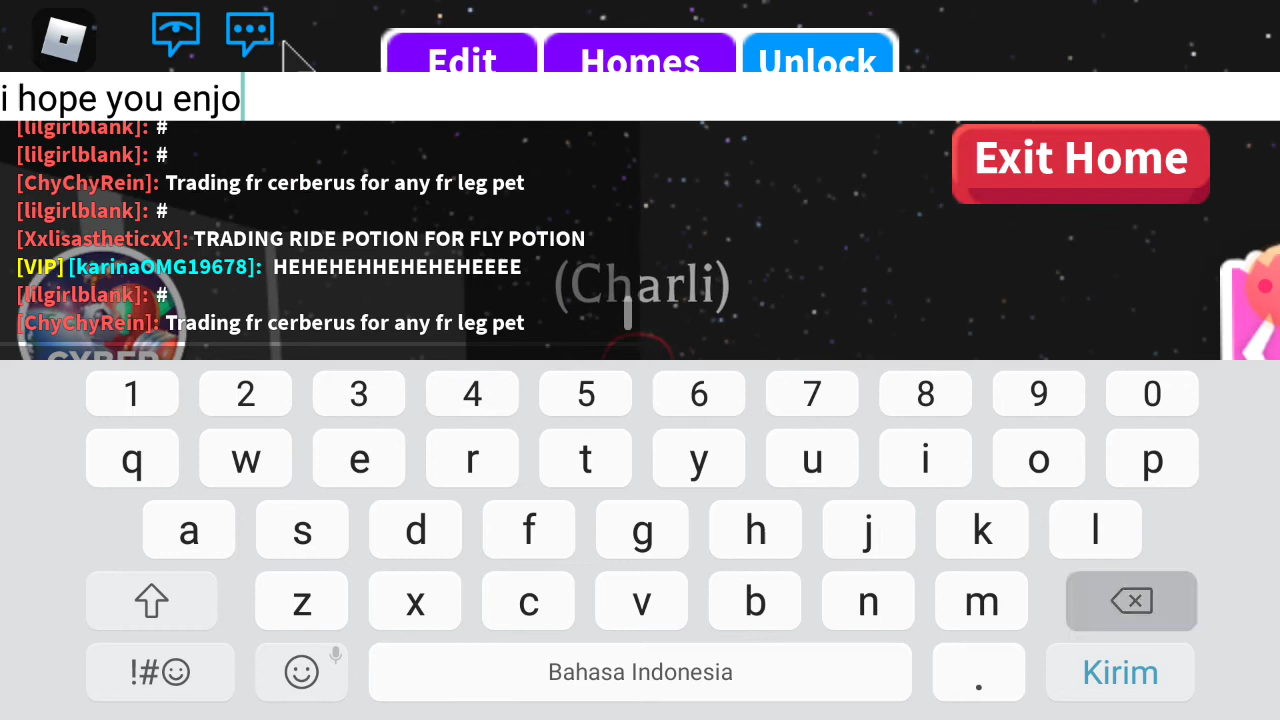 Edit Homes Unlock
i hope you enjo
[lilgirlblank]: #
[lilgirlblank]: #
Exit Home
[ChyChyRein]: Trading fr cerberus for any fr leg pet
[lilgirlblank]: #
[XxlisastheticxX]: TRADING RIDE POTION FOR FLY POTION
[VIP] [karinaOMG19678]: HEHEHEHHEHEHEHEEEE
(Charli)
[lilgirlblank]: #
[ChyChyRein]: Trading fr cerberus for any fr leg pet
CYBER
1 2 3 4 5 6 7 8 9 0
q w e r t y u i o p
a s d f g h j k l
z x c v b n m
!#☺ Bahasa Indonesia . Kirim